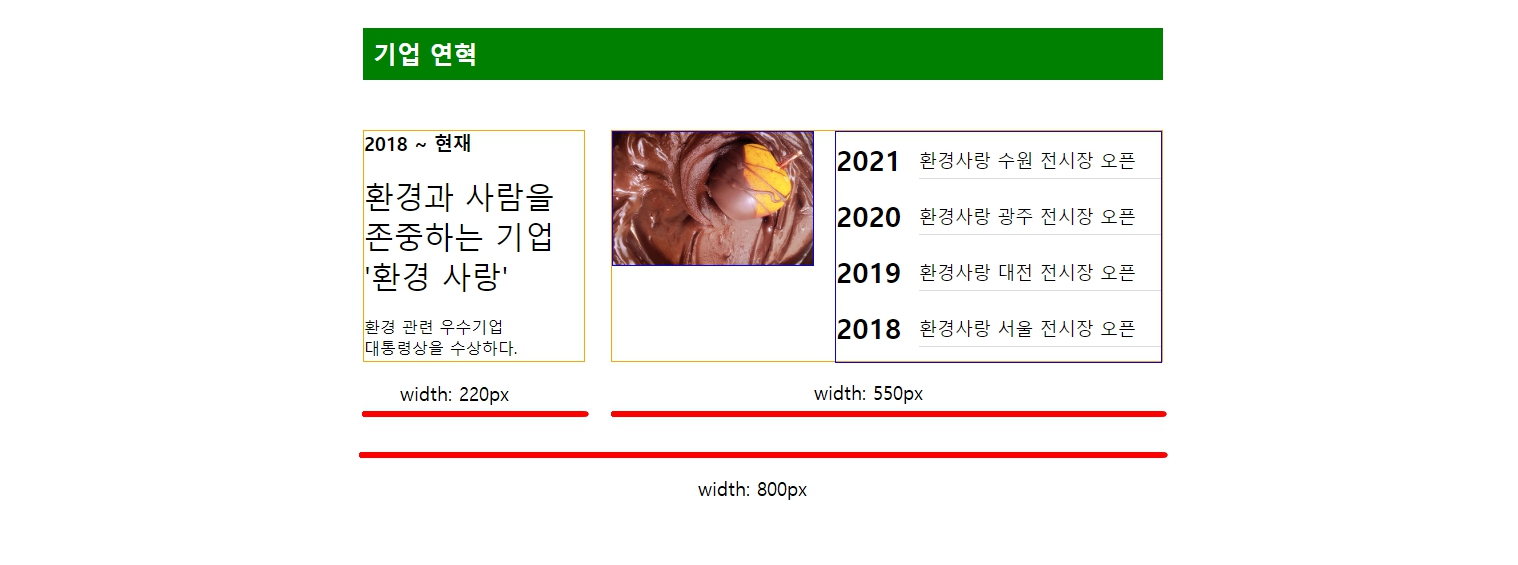 기업 연혁
2018 ~ 현재
환경과 사람을
존중하는 기업
'환경 사랑'
환경 관련 우수기업
대통령상을 수상하다.
2021 환경사랑 수원 전시장 오픈
2020 환경사랑 광주 전시장 오픈
2019 환경사랑 대전 전시장 오픈
2018 환경사랑 서울 전시장 오픈
width: 220px
width: 550px
width: 800px